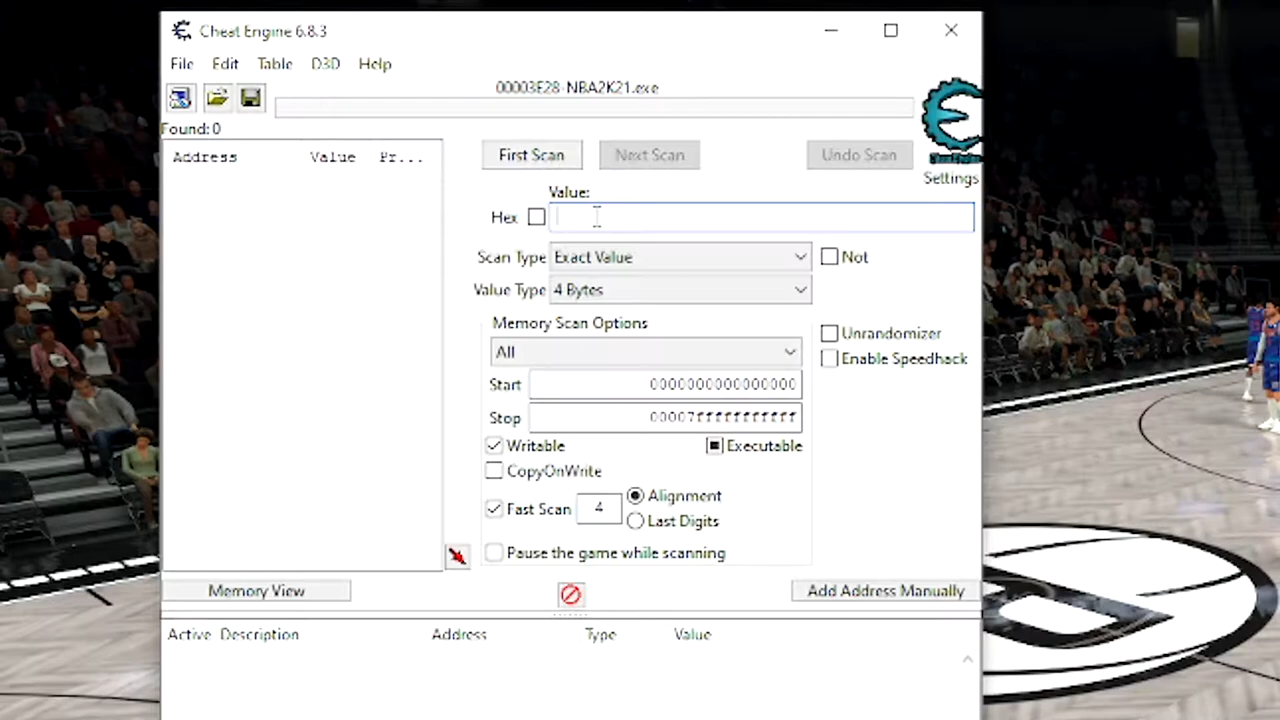 Cheat Engine 6.8.3
File Edit Table D3D Help
00003E28-NBA2K21.exe
Found: 0
Address Value Pr...
First Scan Next Scan Undo Scan
Settings
Value:
Hex
Scan Type Exact Value Not
Value Type 4 Bytes
Memory Scan Options
All
Unrandomizer
Enable Speedhack
Start 0000000000000000
Stop 00007fffffffffff
Writable Executable
CopyOnWrite
Fast Scan 4 Alignment
Last Digits
Pause the game while scanning
Memory View Add Address Manually
Active Description Address Type Value